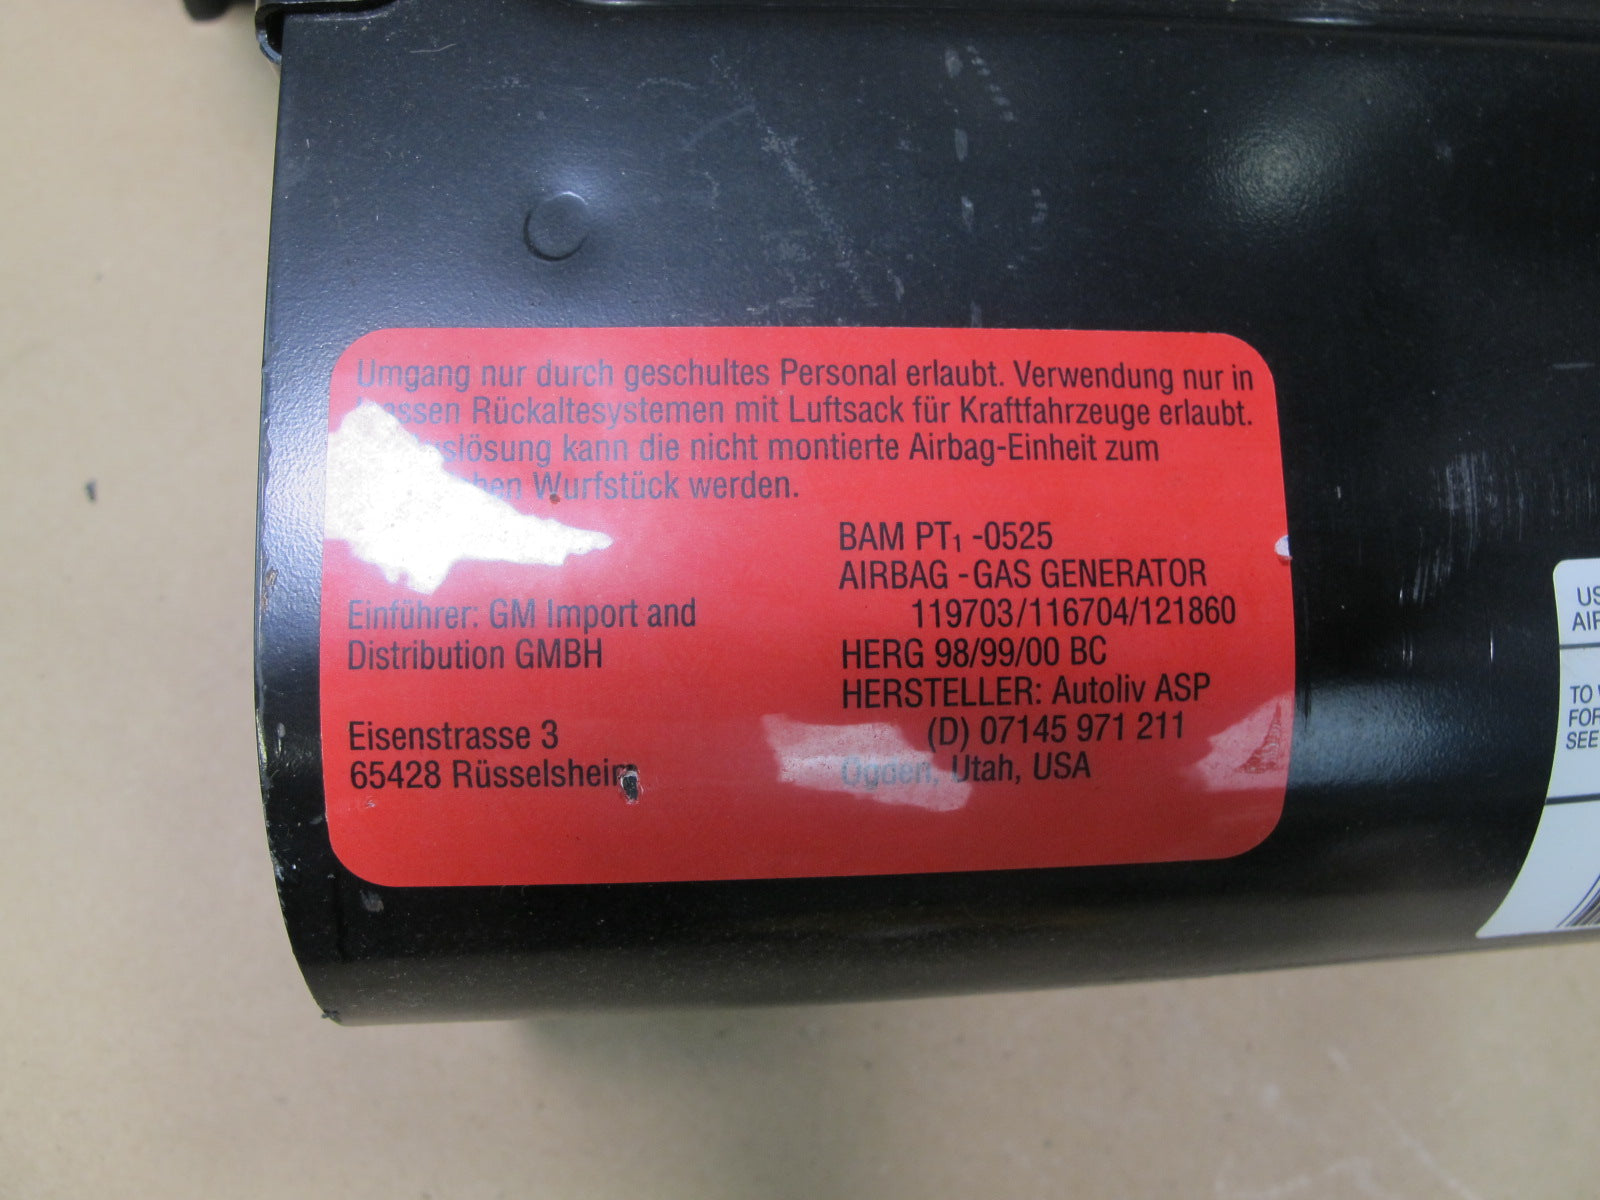 Umgang nur durch geschultes Personal erlaubt. Verwendung nur in
Rückaltesystemen mit Luftsack für Kraftfahrzeuge erlaubt.
kann die nicht montierte Airbag-Einheit zum
Wurfstück werden.
BAM PT₁ -0525
AIRBAG -GAS GENERATOR
119703/116704/121860
Einführer: GM Import and
Distribution GMBH
HERG 98/99/00 BC
HERSTELLER: Autoliv ASP
(D) 07145 971 211
Ogden, Utah, USA
Eisenstrasse 3
65428 Rüsselsheim
TO
SEE